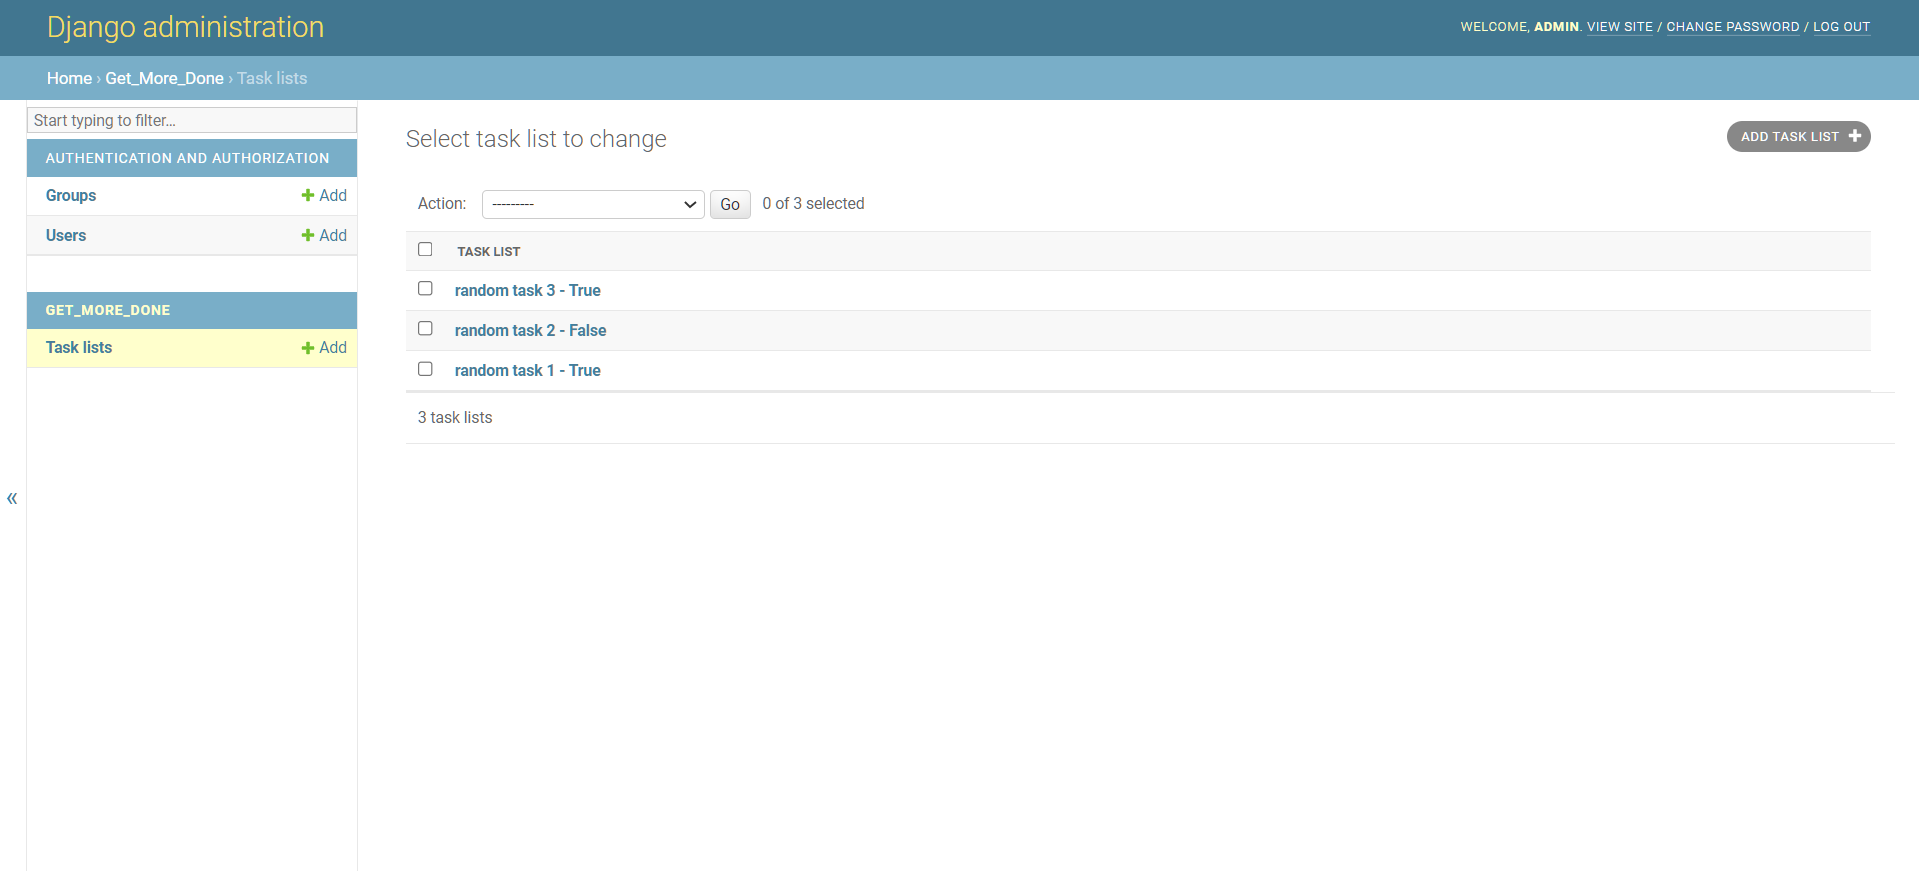 Django administration
WELCOME, ADMIN. VIEW SITE / CHANGE PASSWORD / LOG OUT
Home › Get_More_Done › Task lists
Start typing to filter...
AUTHENTICATION AND AUTHORIZATION
Groups + Add
Users + Add
GET_MORE_DONE
Task lists + Add
«
Select task list to change
ADD TASK LIST +
Action: --------- Go 0 of 3 selected
TASK LIST
random task 3 - True
random task 2 - False
random task 1 - True
3 task lists